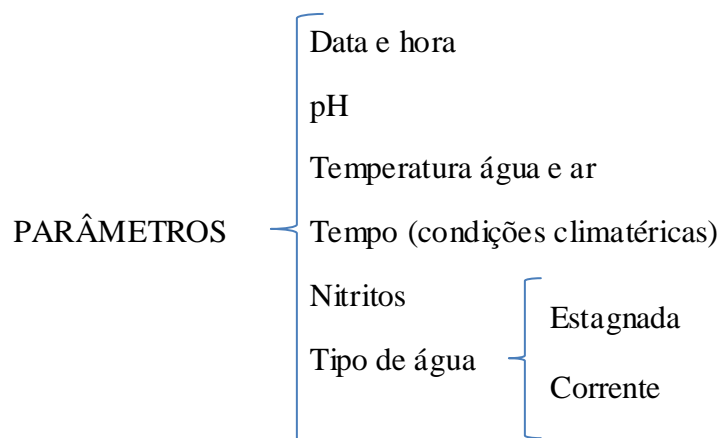 Data e hora
pH
Temperatura água e ar
PARÂMETROS
Tempo (condições climatéricas)
Nitritos
Tipo de água
Estagnada
Corrente